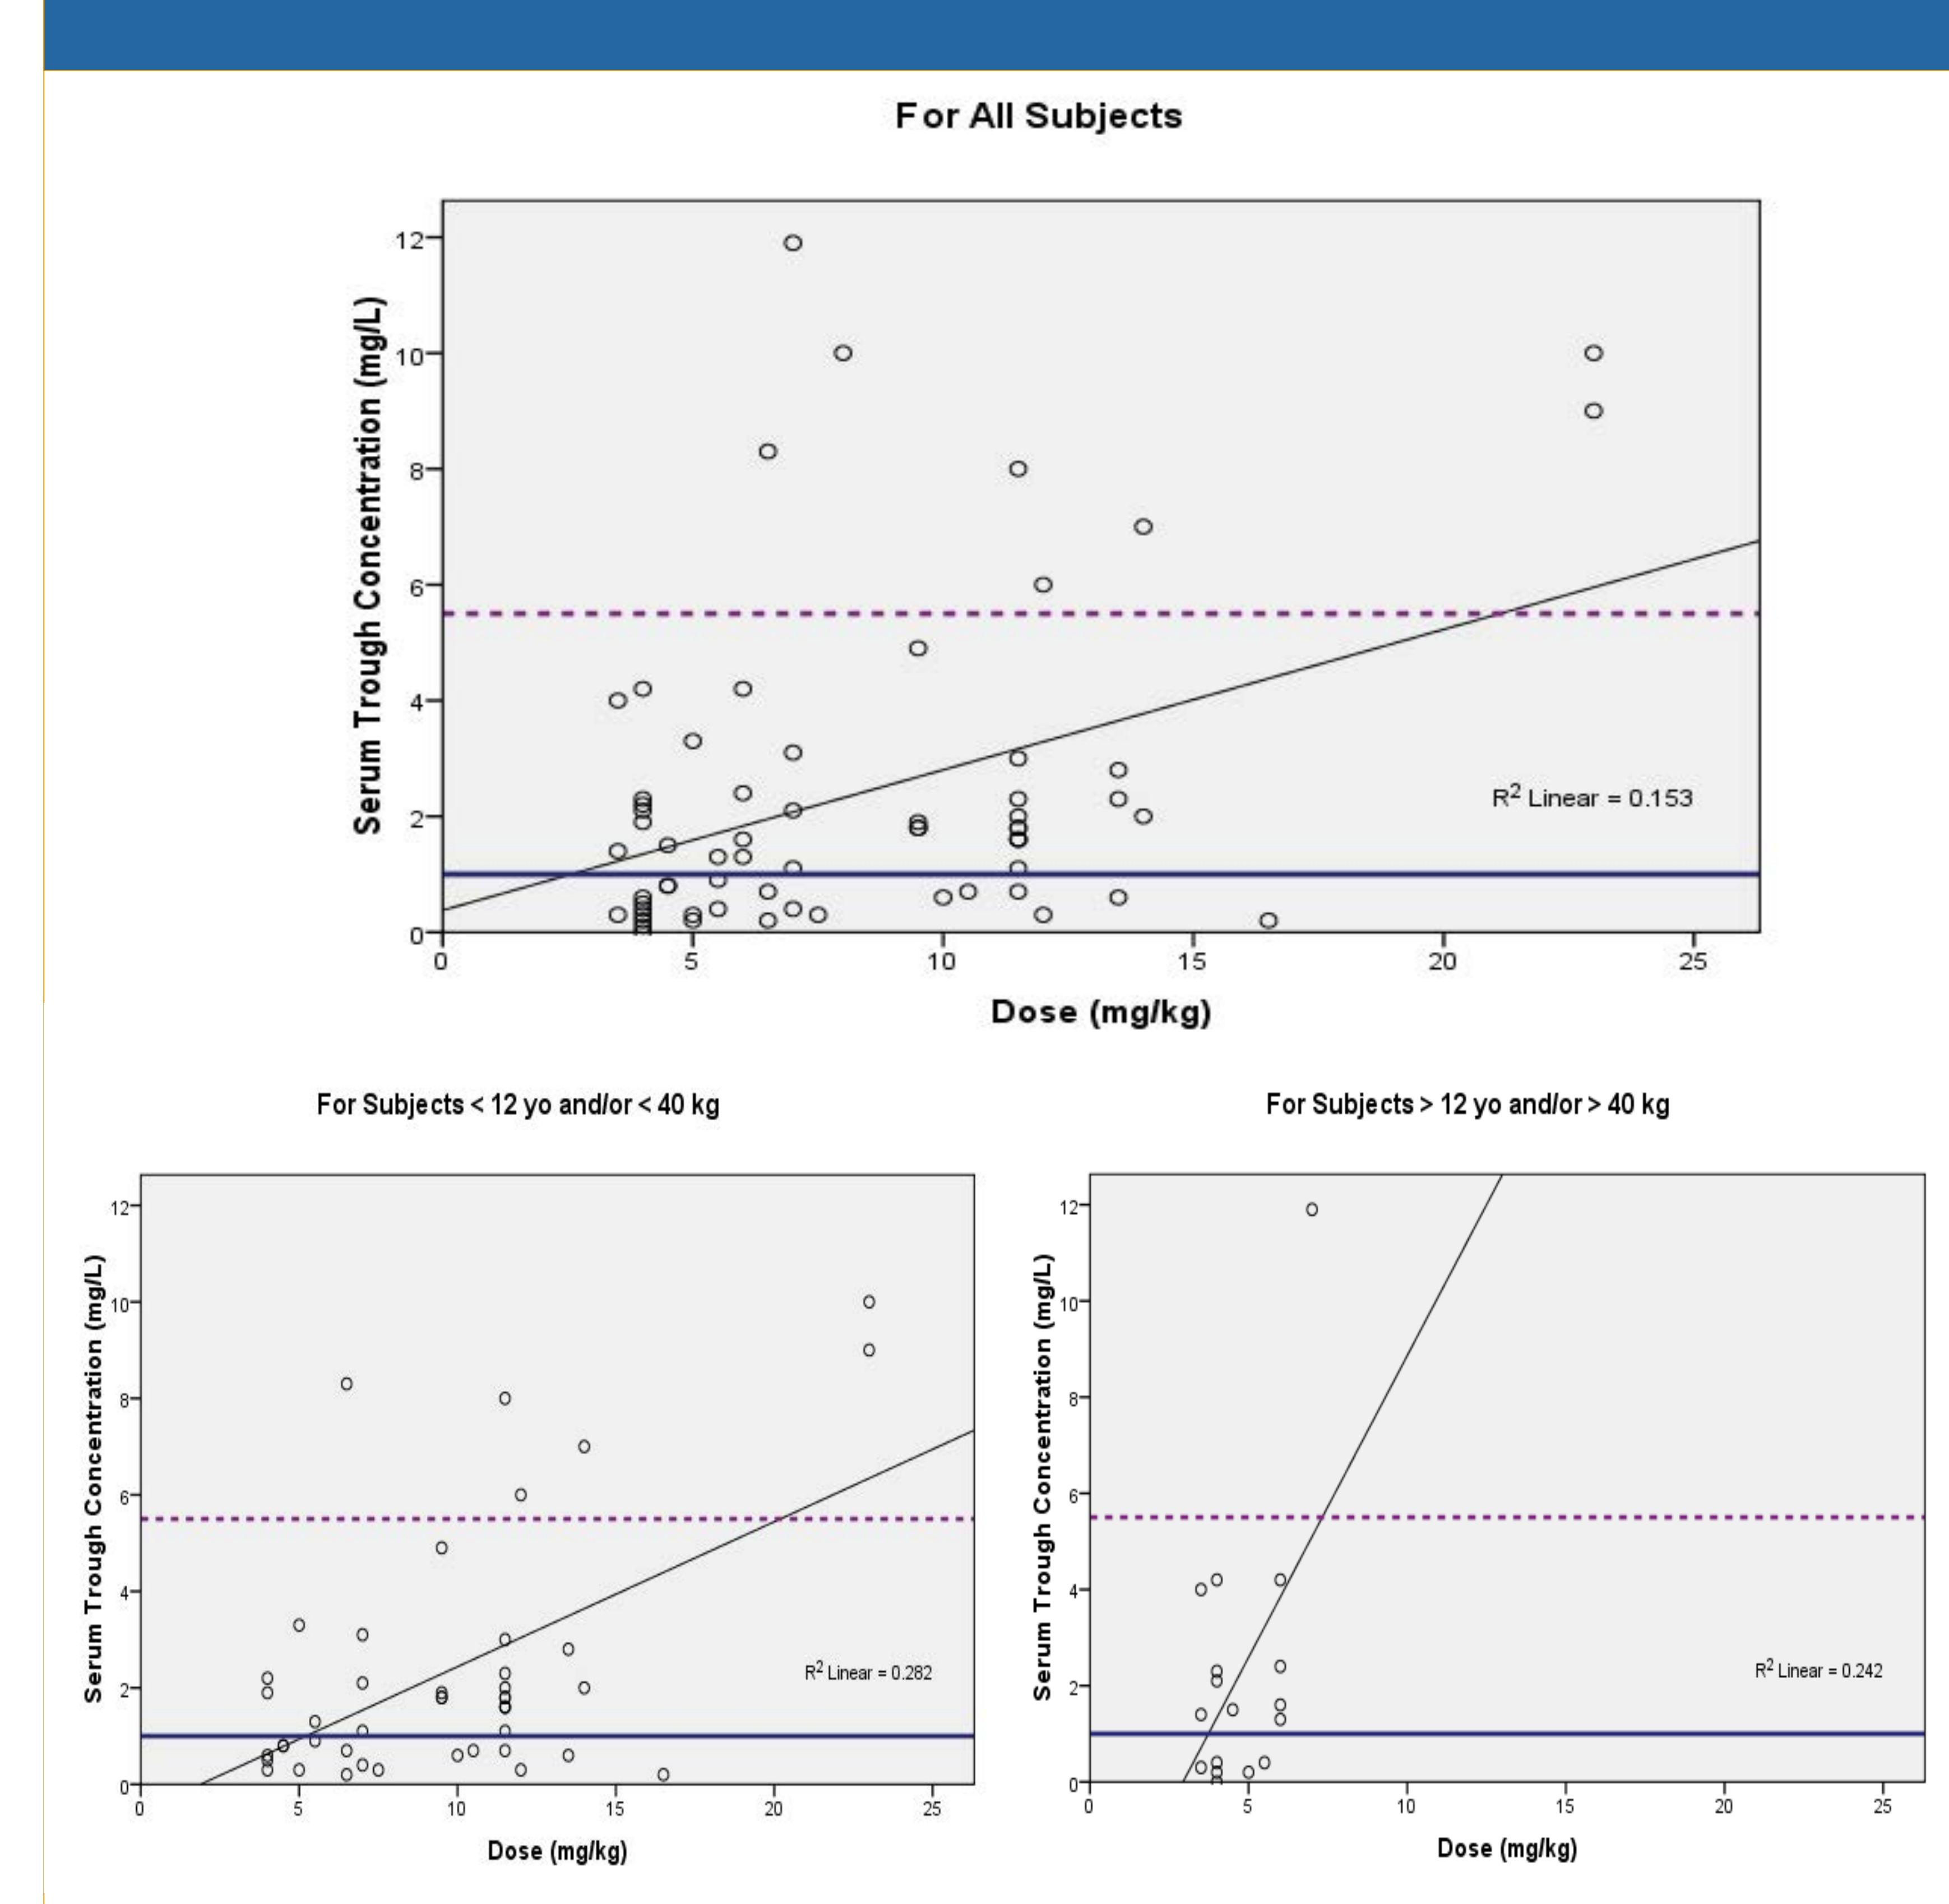 For All Subjects
Serum Trough Concentration (mg/L)
12
10
8
6
4
2
0
R² Linear = 0.153
0 5 10 15 20 25
Dose (mg/kg)
For Subjects < 12 yo and/or < 40 kg
Serum Trough Concentration (mg/L)
12
10
8
6
4
2
0
R² Linear = 0.282
0 5 10 15 20 25
Dose (mg/kg)
For Subjects > 12 yo and/or > 40 kg
Serum Trough Concentration (mg/L)
12
10
8
6
4
2
0
R² Linear = 0.242
0 5 10 15 20 25
Dose (mg/kg)